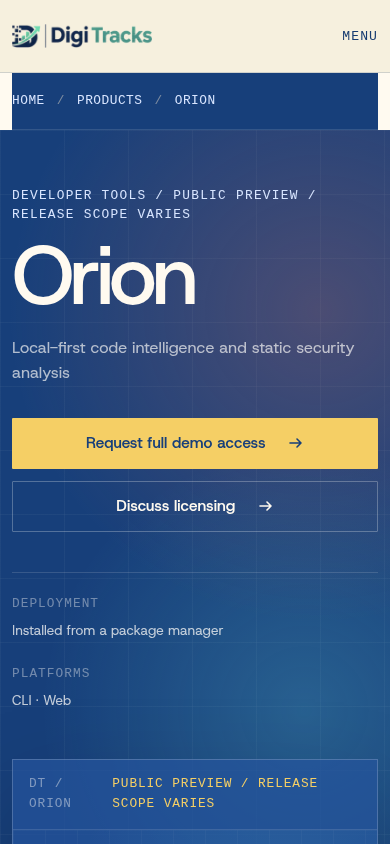 DigiTracks
MENU
HOME / PRODUCTS / ORION
DEVELOPER TOOLS / PUBLIC PREVIEW /
RELEASE SCOPE VARIES
Orion
Local-first code intelligence and static security
analysis
Request full demo access →
Discuss licensing →
DEPLOYMENT
Installed from a package manager
PLATFORMS
CLI · Web
DT /
ORION
PUBLIC PREVIEW / RELEASE
SCOPE VARIES